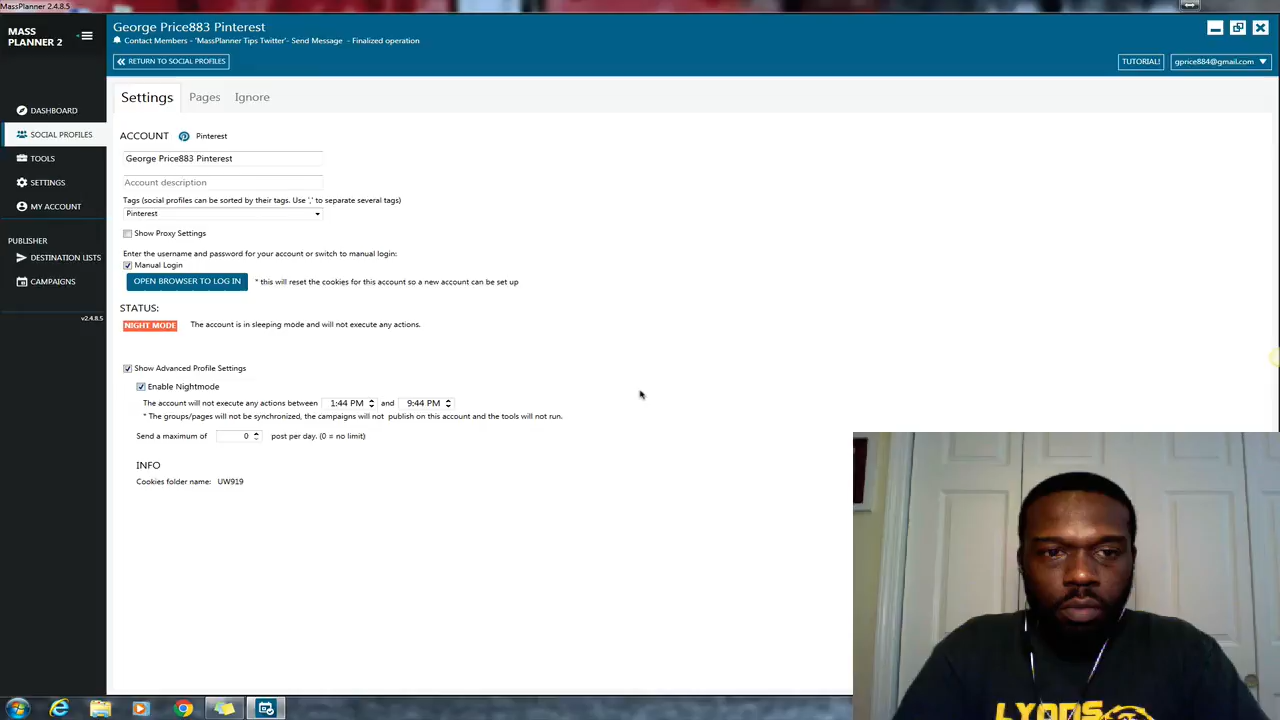 MassPlanner 2.4.8.5
MASS
PLANNER 2
George Price883 Pinterest
Contact Members - 'MassPlanner Tips Twitter'- Send Message - Finalized operation
RETURN TO SOCIAL PROFILES
TUTORIAL!
gprice884@gmail.com
DASHBOARD
SOCIAL PROFILES
TOOLS
SETTINGS
MY ACCOUNT
PUBLISHER
DESTINATION LISTS
CAMPAIGNS
v2.4.8.5
Settings Pages Ignore
ACCOUNT Pinterest
George Price883 Pinterest
Account description
Tags (social profiles can be sorted by their tags. Use ',' to separate several tags)
Pinterest
Show Proxy Settings
Enter the username and password for your account or switch to manual login:
Manual Login
OPEN BROWSER TO LOG IN * this will reset the cookies for this account so a new account can be set up
STATUS:
NIGHT MODE The account is in sleeping mode and will not execute any actions.
Show Advanced Profile Settings
Enable Nightmode
The account will not execute any actions between 1:44 PM and 9:44 PM
* The groups/pages will not be synchronized, the campaigns will not publish on this account and the tools will not run.
Send a maximum of 0 post per day. (0 = no limit)
INFO
Cookies folder name: UW919
LYONS